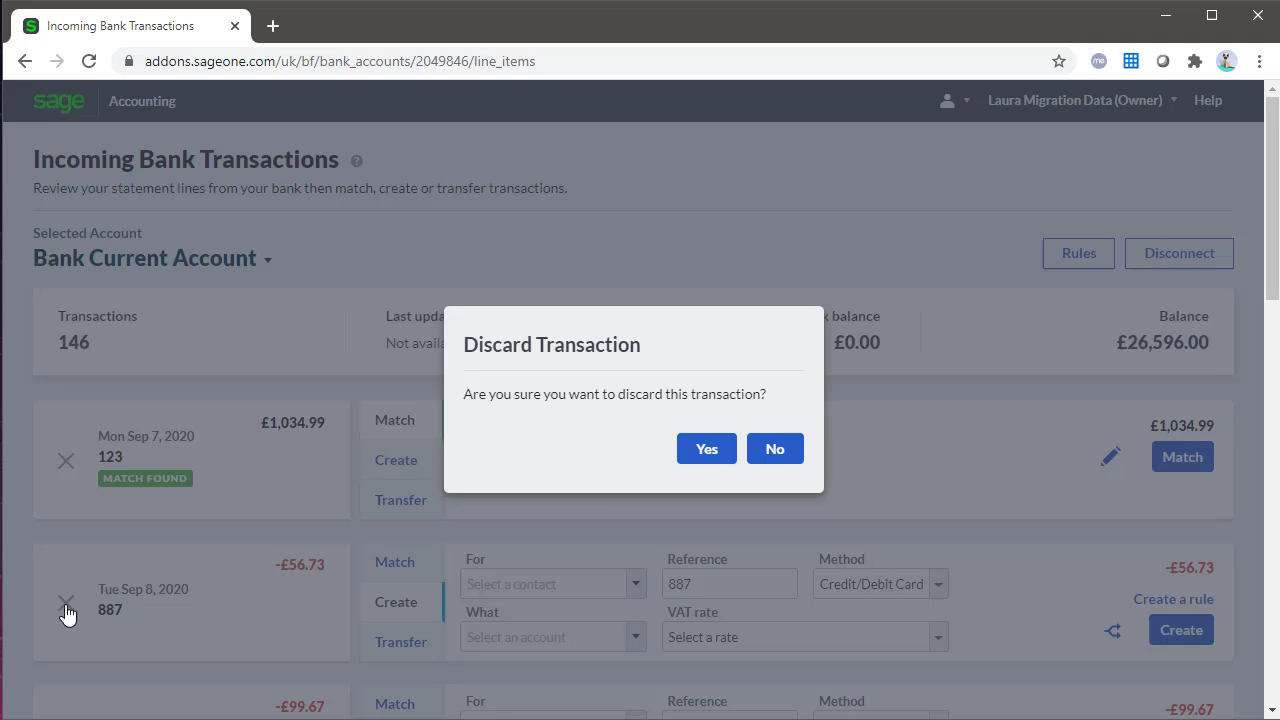 Incoming Bank Transactions
addons.sageone.com/uk/bf/bank_accounts/2049846/line_items
me
sage Accounting
Laura Migration Data (Owner) Help
Incoming Bank Transactions ?
Review your statement lines from your bank then match, create or transfer transactions.
Selected Account
Bank Current Account
Rules Disconnect
Transactions
146
Last upda
Not availa
balance
£0.00
Balance
£26,596.00
Discard Transaction
Are you sure you want to discard this transaction?
Yes No
Mon Sep 7, 2020 £1,034.99
123
MATCH FOUND
Match
Create
Transfer
£1,034.99
Match
-£56.73
Tue Sep 8, 2020
887
Match
Create
Transfer
For Reference Method
Select a contact 887 Credit/Debit Card
What VAT rate
Select an account Select a rate
-£56.73
Create a rule
Create
-£99.67
Match
For Reference Method
-£99.67